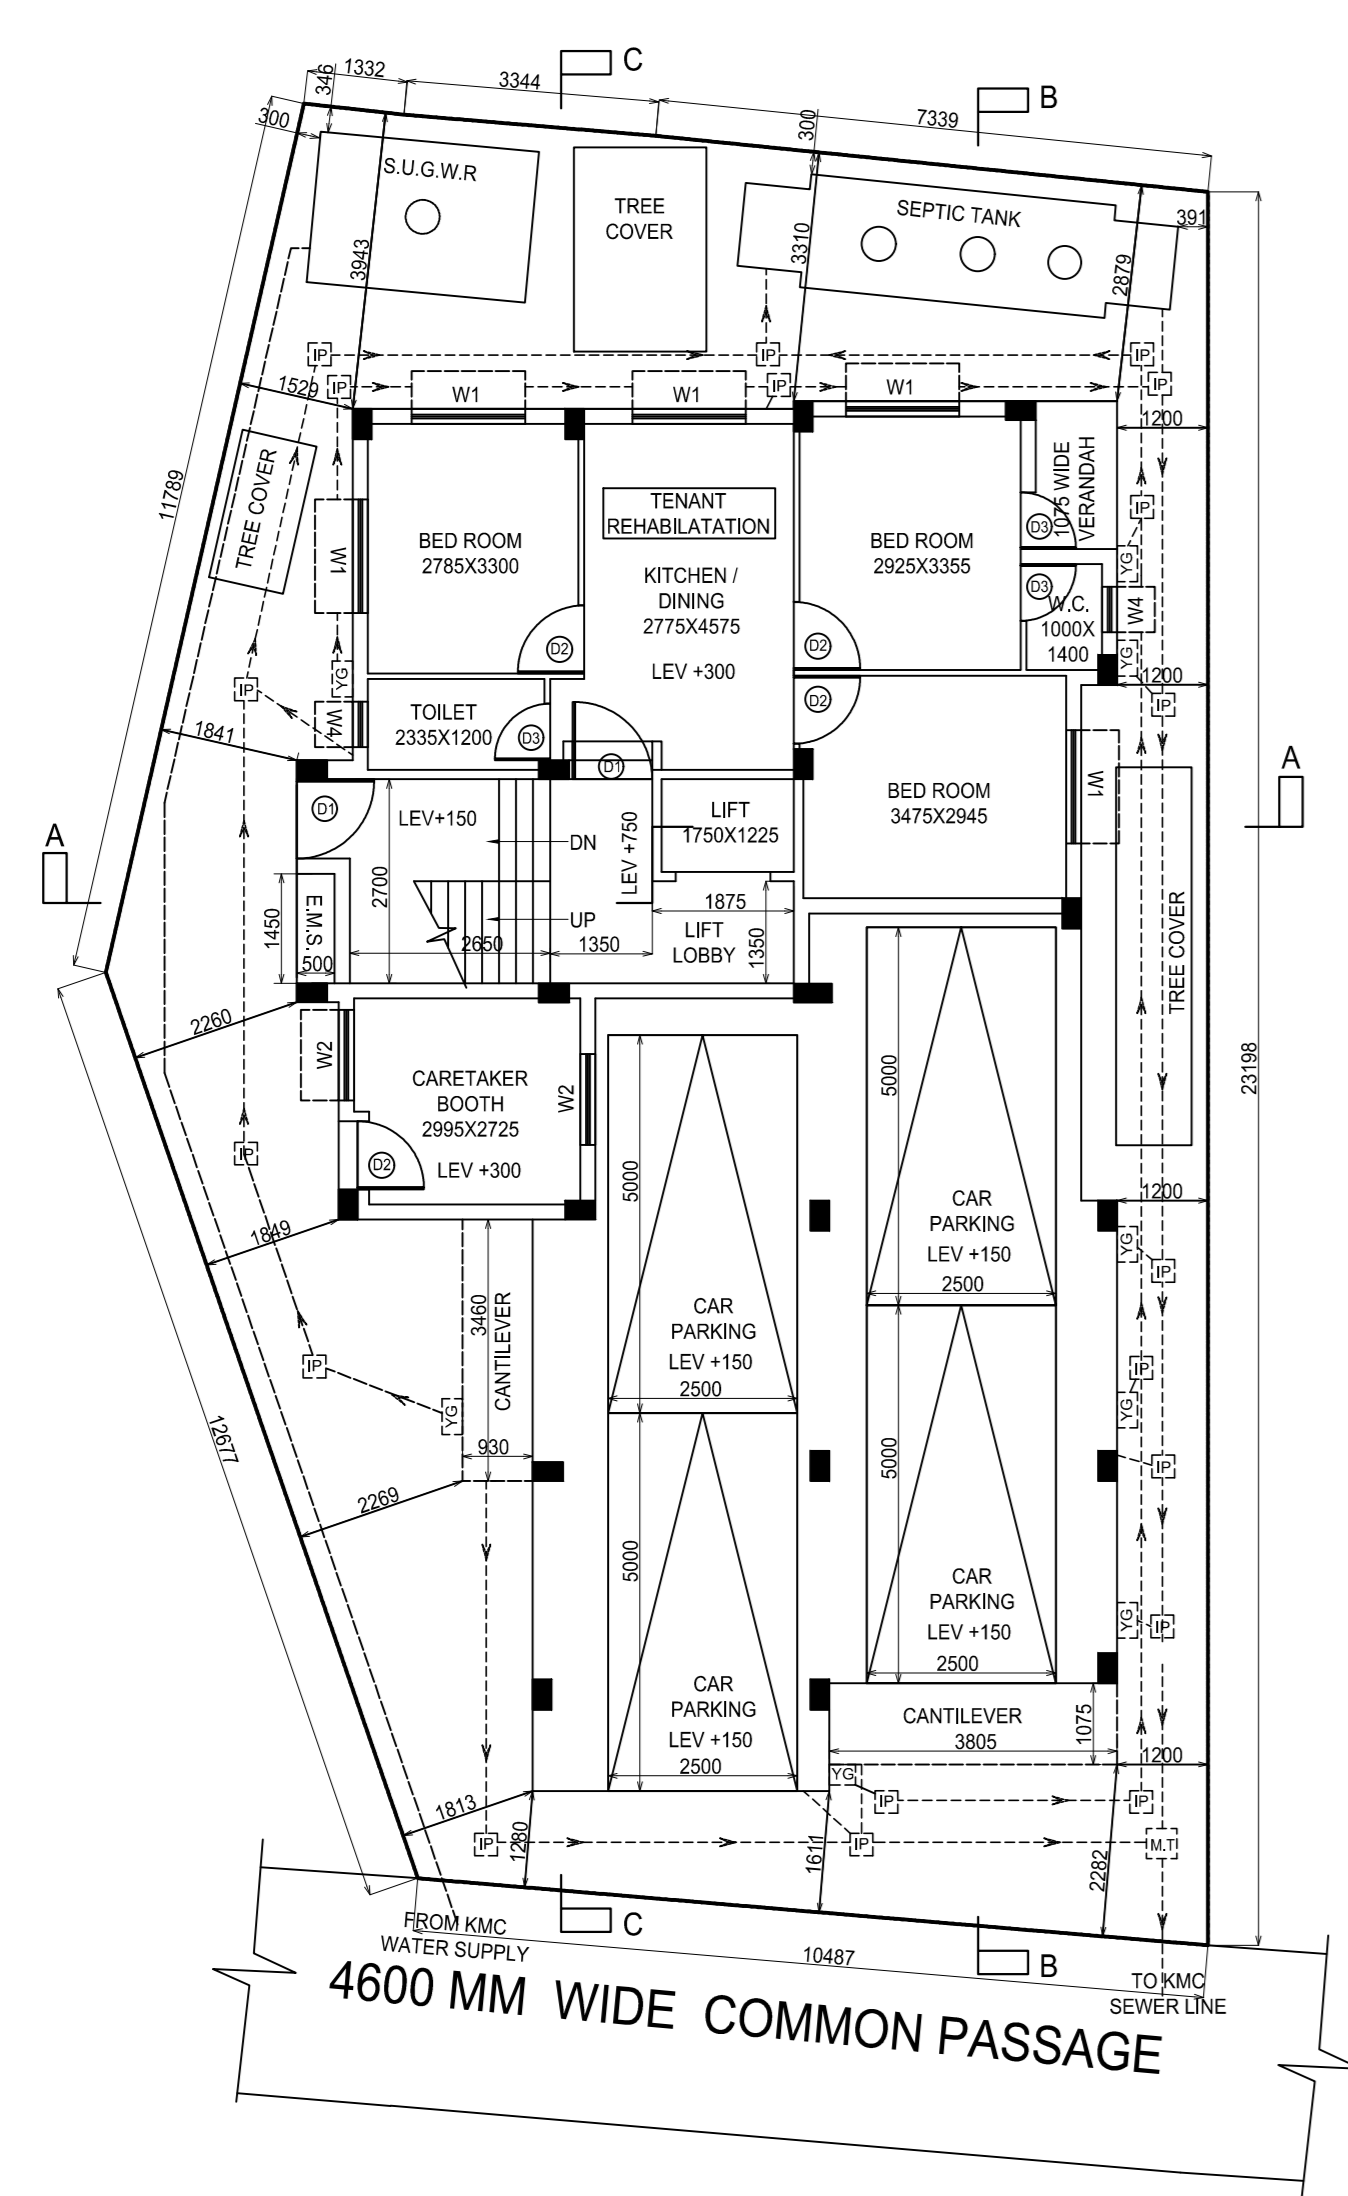 C
B
1332
3344
7339
346
300
300
S.U.G.W.R
TREE
COVER
SEPTIC TANK
391
3943
3310
2879
IP
IP
IP
1529
IP
W1
W1
IP
W1
IP
1200
11789
TREE COVER
W1
BED ROOM
2785X3300
TENANT
REHABILATATION
KITCHEN /
DINING
2775X4575
LEV +300
BED ROOM
2925X3355
1075 WIDE
VERANDAH
D3
IP
YG
D3
W.C.
1000X
1400
W4
YG
D2
D2
D2
1200
IP
IP
YG
W4
1841
TOILET
2335X1200
D3
D1
W1
A
A
BED ROOM
3475X2945
LIFT
1750X1225
D1
LEV+150
DN
LEV +750
2700
1450
E.M.S.
500
UP
2650
1350
1875
LIFT
LOBBY
1350
TREE COVER
23198
2260
W2
CARETAKER
BOOTH
2995X2725
LEV +300
W2
D2
IP
5000
5000
CAR
PARKING
LEV +150
2500
1200
YG
IP
1849
3460
CANTILEVER
CAR
PARKING
LEV +150
2500
IP
YG
IP
YG
12677
930
5000
5000
IP
2269
CAR
PARKING
LEV +150
2500
YG
IP
CAR
PARKING
LEV +150
2500
CANTILEVER
3805
1075
1200
YG
IP
IP
1813
IP
1280
1611
IP
2282
M.T
FROM KMC
WATER SUPPLY
C
10487
B
TO KMC
SEWER LINE
4600 MM WIDE COMMON PASSAGE